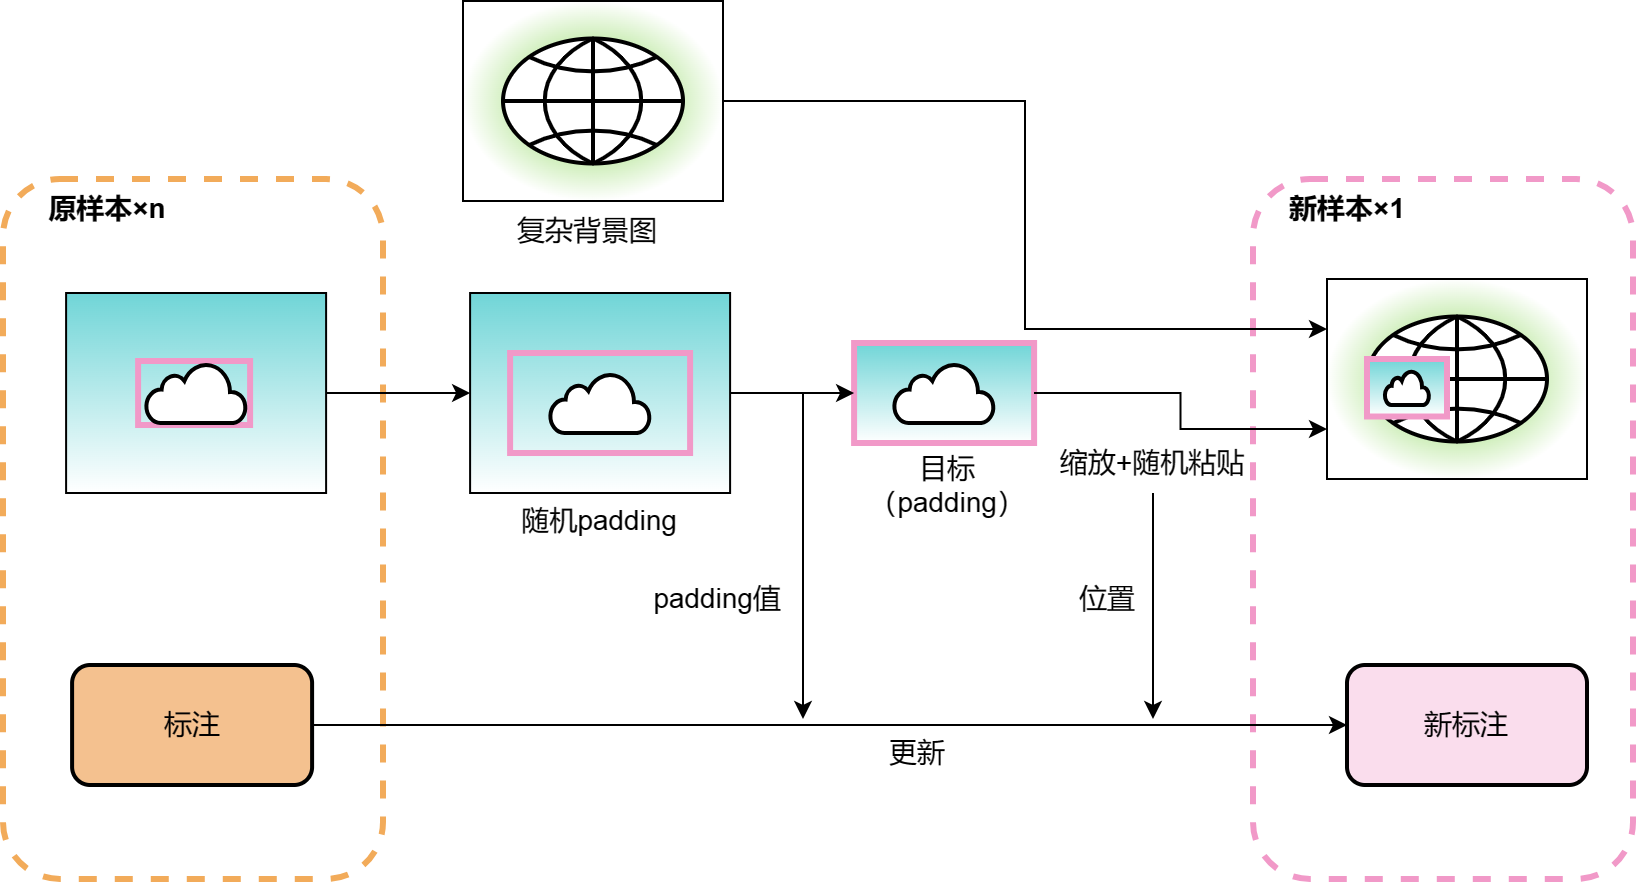 复杂背景图
原样本×n
随机padding
目标
（padding）
缩放+随机粘贴
padding值
位置
标注
更新
新样本×1
新标注